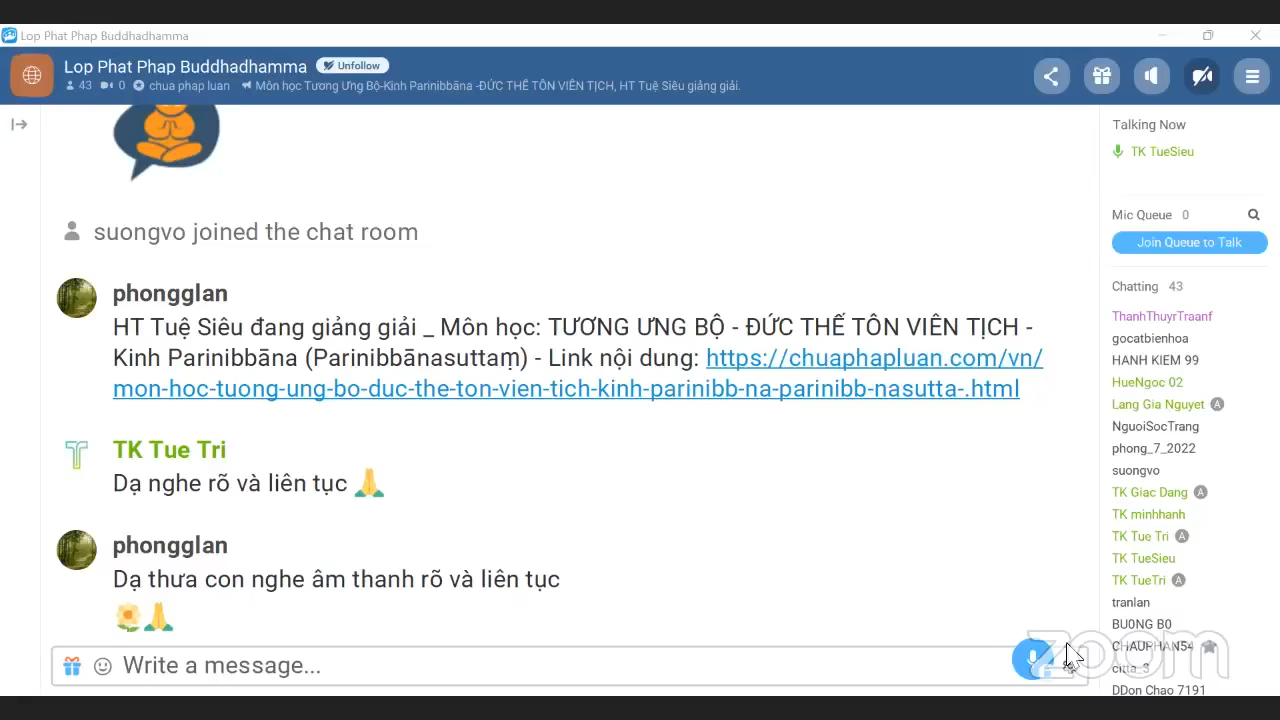 Lop Phat Phap Buddhadhamma
Lop Phat Phap Buddhadhamma Unfollow
43 0 chua phap luan Môn học Tương Ưng Bộ-Kinh Parinibbāna -ĐỨC THẾ TÔN VIÊN TỊCH, HT Tuệ Siêu giảng giải.
suongvo joined the chat room
phongglan
HT Tuệ Siêu đang giảng giải _ Môn học: TƯƠNG ƯNG BỘ - ĐỨC THẾ TÔN VIÊN TỊCH -
Kinh Parinibbāna (Parinibbānasuttaṃ) - Link nội dung: https://chuaphapluan.com/vn/
mon-hoc-tuong-ung-bo-duc-the-ton-vien-tich-kinh-parinibb-na-parinibb-nasutta-.html
TK Tue Tri
Dạ nghe rõ và liên tục 🙏
phongglan
Dạ thưa con nghe âm thanh rõ và liên tục
🌼🙏
Write a message...
Talking Now
TK TueSieu
Mic Queue 0
Join Queue to Talk
Chatting 43
ThanhThuyrTraanf
gocatbienhoa
HANH KIEM 99
HueNgoc 02
Lang Gia Nguyet A
NguoiSocTrang
phong_7_2022
suongvo
TK Giac Dang A
TK minhhanh
TK Tue Tri A
TK TueSieu
TK TueTri A
tranlan
BU0NG B0
CHAUPHAN54
citta_3
DDon Chao 7191
zoom